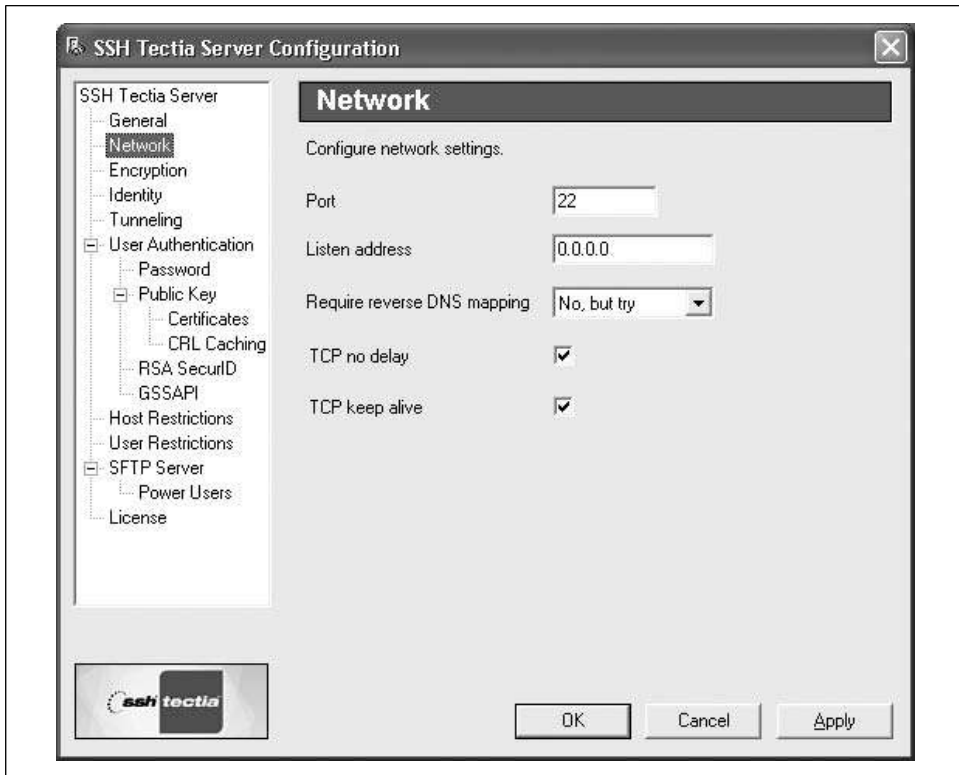 SSH Tectia Server Configuration
SSH Tectia Server
General
Network
Encryption
Identity
Tunneling
User Authentication
Password
Public Key
Certificates
CRL Caching
RSA SecurID
GSSAPI
Host Restrictions
User Restrictions
SFTP Server
Power Users
License
Network
Configure network settings.
Port
22
Listen address
0.0.0.0
Require reverse DNS mapping
No, but try
TCP no delay
TCP keep alive
ssh tectia
OK
Cancel
Apply